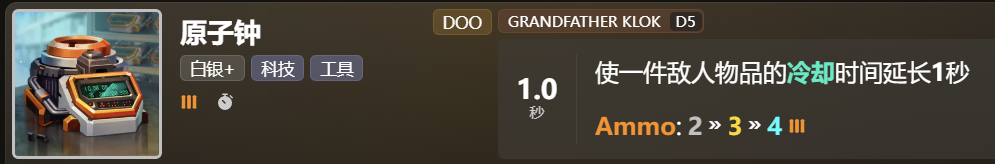 原子钟
白银+ 科技 工具
DOO
GRANDFATHER KLOK D5
1.0
秒
使一件敌人物品的冷却时间延长1秒
Ammo: 2 » 3 » 4